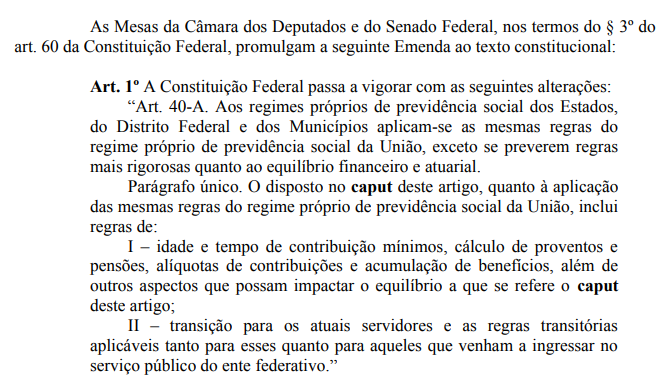 As Mesas da Câmara dos Deputados e do Senado Federal, nos termos do § 3º do
art. 60 da Constituição Federal, promulgam a seguinte Emenda ao texto constitucional:
Art. 1º A Constituição Federal passa a vigorar com as seguintes alterações:
“Art. 40-A. Aos regimes próprios de previdência social dos Estados,
do Distrito Federal e dos Municípios aplicam-se as mesmas regras do
regime próprio de previdência social da União, exceto se preverem regras
mais rigorosas quanto ao equilíbrio financeiro e atuarial.
Parágrafo único. O disposto no caput deste artigo, quanto à aplicação
das mesmas regras do regime próprio de previdência social da União, inclui
regras de:
I – idade e tempo de contribuição mínimos, cálculo de proventos e
pensões, alíquotas de contribuições e acumulação de benefícios, além de
outros aspectos que possam impactar o equilíbrio a que se refere o caput
deste artigo;
II – transição para os atuais servidores e as regras transitórias
aplicáveis tanto para esses quanto para aqueles que venham a ingressar no
serviço público do ente federativo.”